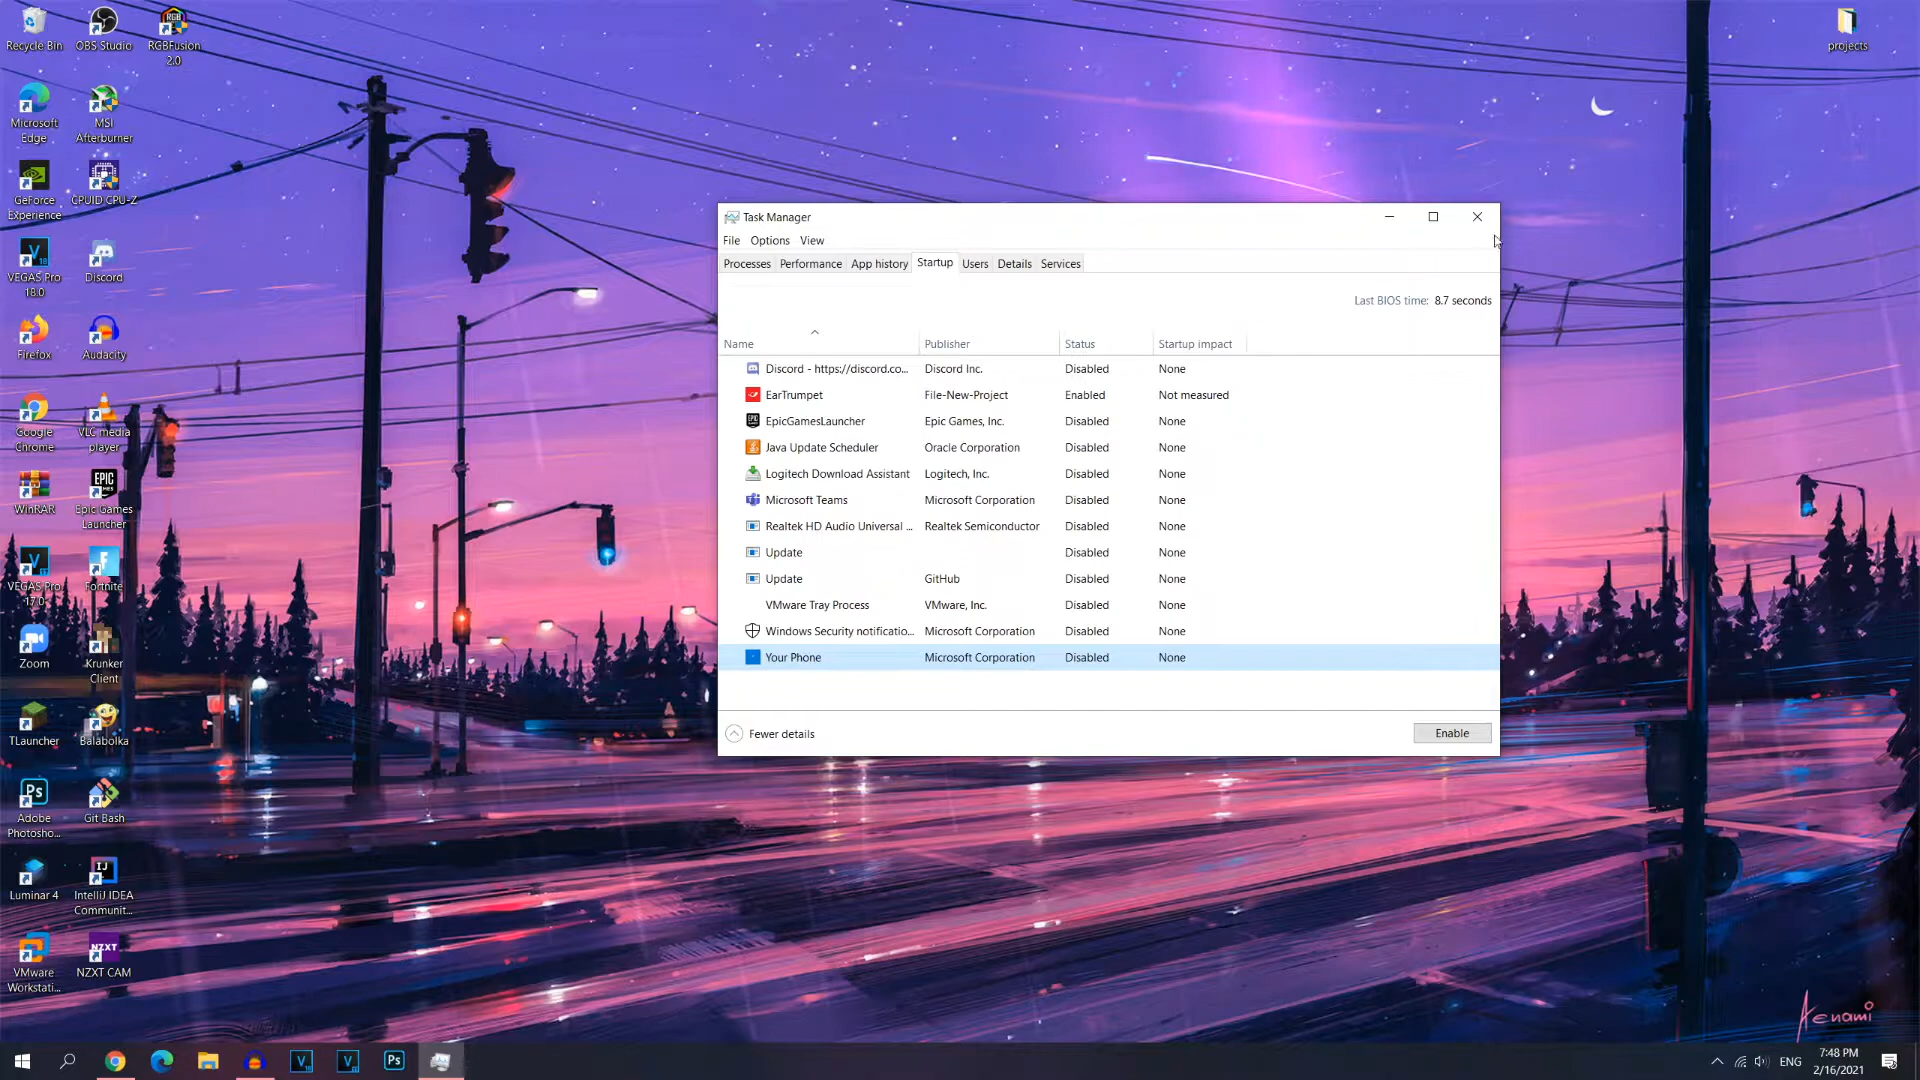 Recycle Bin
OBS Studio
RGBFusion
2.0
projects
Microsoft
Edge
MSI
Afterburner
GeForce
Experience
CPUID CPU-Z
VEGAS Pro
18.0
Discord
Firefox
Audacity
Google
Chrome
VLC media
player
WinRAR
Epic Games
Launcher
VEGAS Pro
17.0
Fortnite
Zoom
Krunker
Client
TLauncher
Balabolka
Adobe
Photosho...
Git Bash
Luminar 4
IntelliJ IDEA
Communit...
VMware
Workstati...
NZXT CAM
Task Manager
File Options View
Processes Performance App history Startup Users Details Services
Last BIOS time: 8.7 seconds
Name Publisher Status Startup impact
Discord - https://discord.co... Discord Inc. Disabled None
EarTrumpet File-New-Project Enabled Not measured
EpicGamesLauncher Epic Games, Inc. Disabled None
Java Update Scheduler Oracle Corporation Disabled None
Logitech Download Assistant Logitech, Inc. Disabled None
Microsoft Teams Microsoft Corporation Disabled None
Realtek HD Audio Universal ... Realtek Semiconductor Disabled None
Update Disabled None
Update GitHub Disabled None
VMware Tray Process VMware, Inc. Disabled None
Windows Security notificatio... Microsoft Corporation Disabled None
Your Phone Microsoft Corporation Disabled None
Fewer details
Enable
Aenami
ENG
7:48 PM
2/16/2021